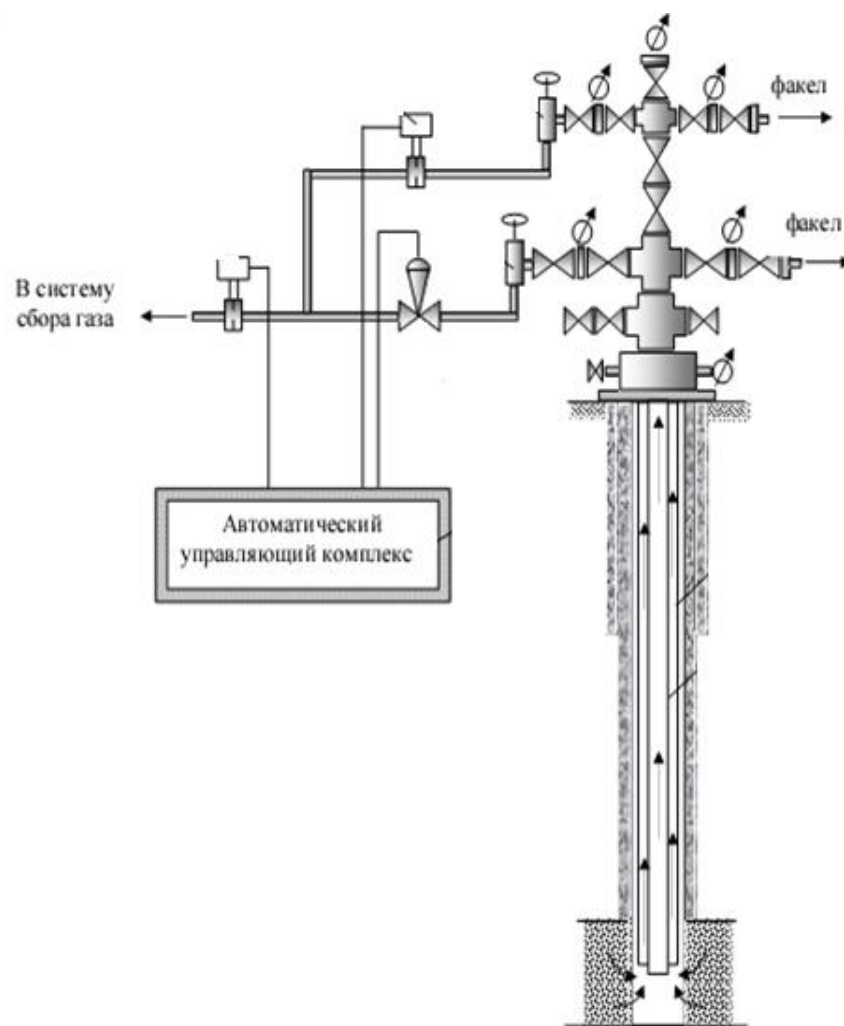 факел
факел
В систему
сбора газа
Автоматический
управляющий комплекс